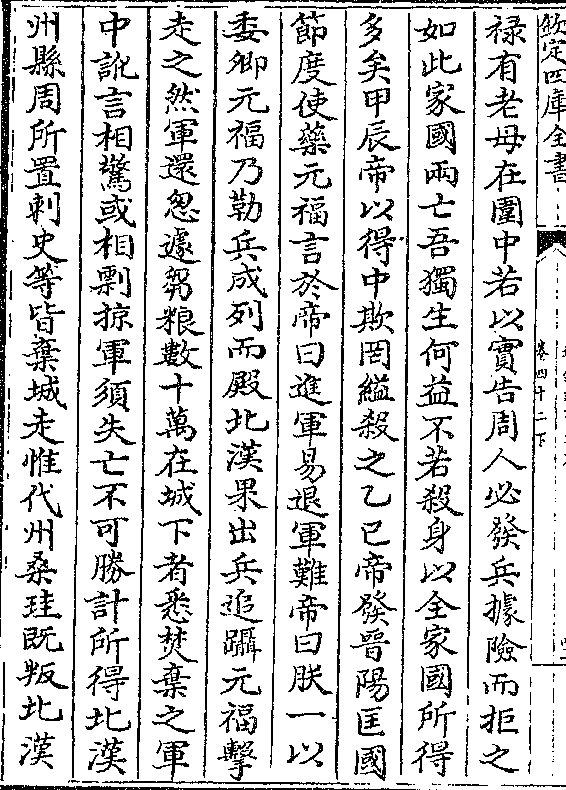 欽定四庫全書
卷四十二下
禄有老母在圍中若以實告周人必發兵據險而拒之
如此家國兩亡吾獨生何益不若殺身以全家國所得
多矣甲辰帝以得中欺罔縊殺之乙巳帝發晉陽匡國
節度使藥元福言於帝曰進軍易退軍難帝曰朕一以
委卿元福乃勒兵成列而殿北漢果出兵追躡元福擊
走之然軍還怱遽芻粮數十萬在城下者悉焚棄之軍
中訛言相驚或相剽掠軍須失亡不可勝計所得北漢
州縣周所置刺史等皆棄城走惟代州桑珪既叛北漢